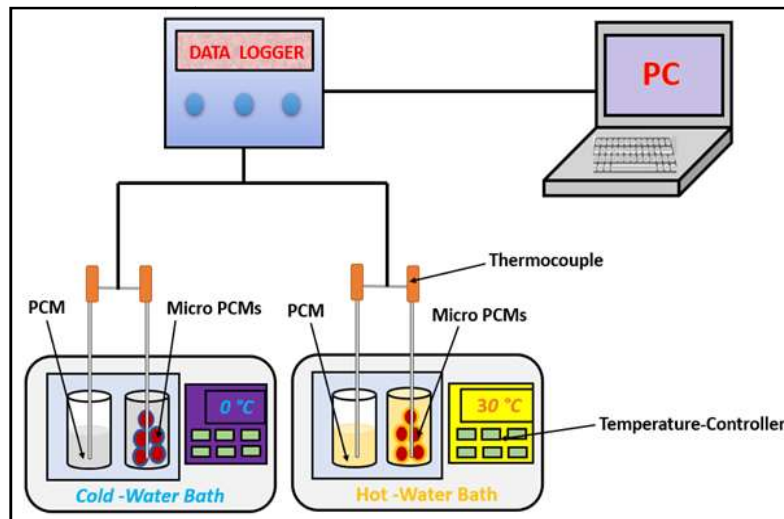 DATA LOGGER
PC
Thermocouple
PCM
Micro PCMs
PCM
Micro PCMs
0 °C
30 °C
Temperature-Controller
Cold -Water Bath
Hot -Water Bath